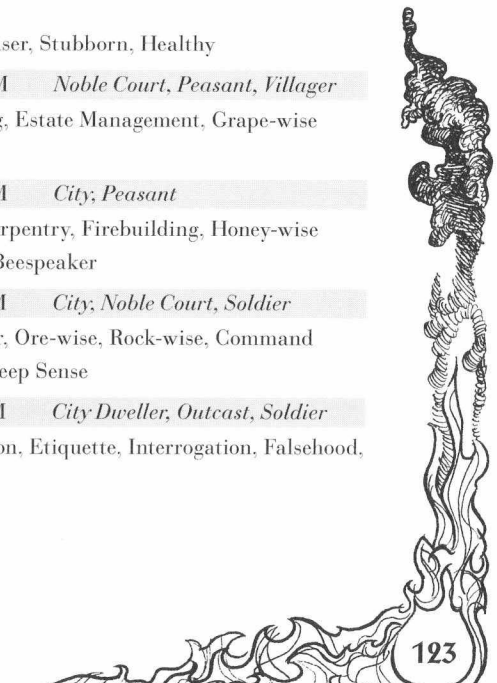 ser, Stubborn, Healthy
M Noble Court, Peasant, Villager
g, Estate Management, Grape-wise
M City, Peasant
rpentry, Firebuilding, Honey-wise
Beespeaker
M City, Noble Court, Soldier
r, Ore-wise, Rock-wise, Command
eep Sense
M City Dweller, Outcast, Soldier
on, Etiquette, Interrogation, Falsehood,
123